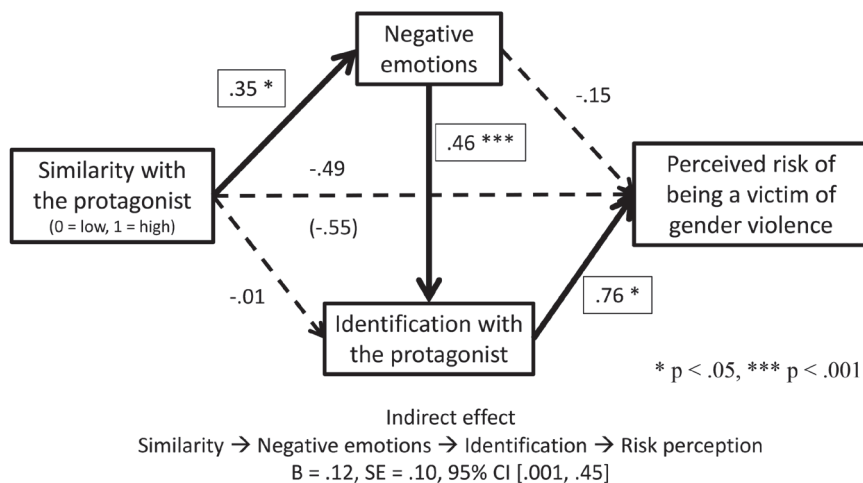 Negative
emotions
.35 *
-.15
.46 ***
Similarity with
the protagonist
(0 = low, 1 = high)
-.49
(-.55)
Perceived risk of
being a victim of
gender violence
-.01
.76 *
Identification with
the protagonist
* p < .05, *** p < .001
Indirect effect
Similarity → Negative emotions → Identification → Risk perception
B = .12, SE = .10, 95% CI [.001, .45]